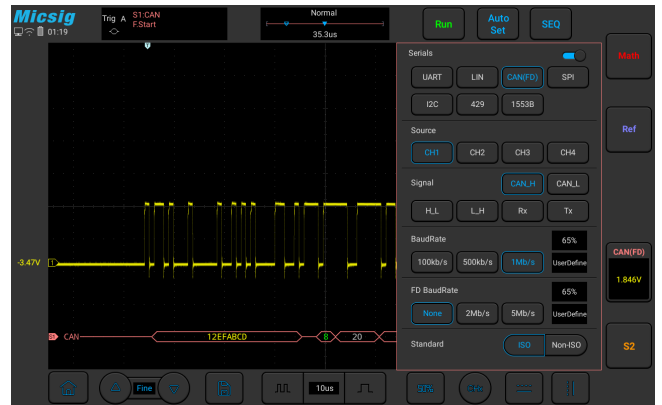 Micsig
Trig A S1:CAN
F.Start
01:19
Normal
35.3us
Run
Auto
Set
SEQ
Math
Serials
UART LIN CAN(FD) SPI
I2C 429 1553B
Source
CH1 CH2 CH3 CH4
Ref
Signal CAN_H CAN_L
H_L L_H Rx Tx
BaudRate 65%
100kb/s 500kb/s 1Mb/s UserDefine
FD BaudRate 65%
None 2Mb/s 5Mb/s UserDefine
Standard ISO Non-ISO
CAN(FD)
1.846V
S2
-3.47V 1
S1 CAN 12EFABCD 8 20
Fine
10us
50%